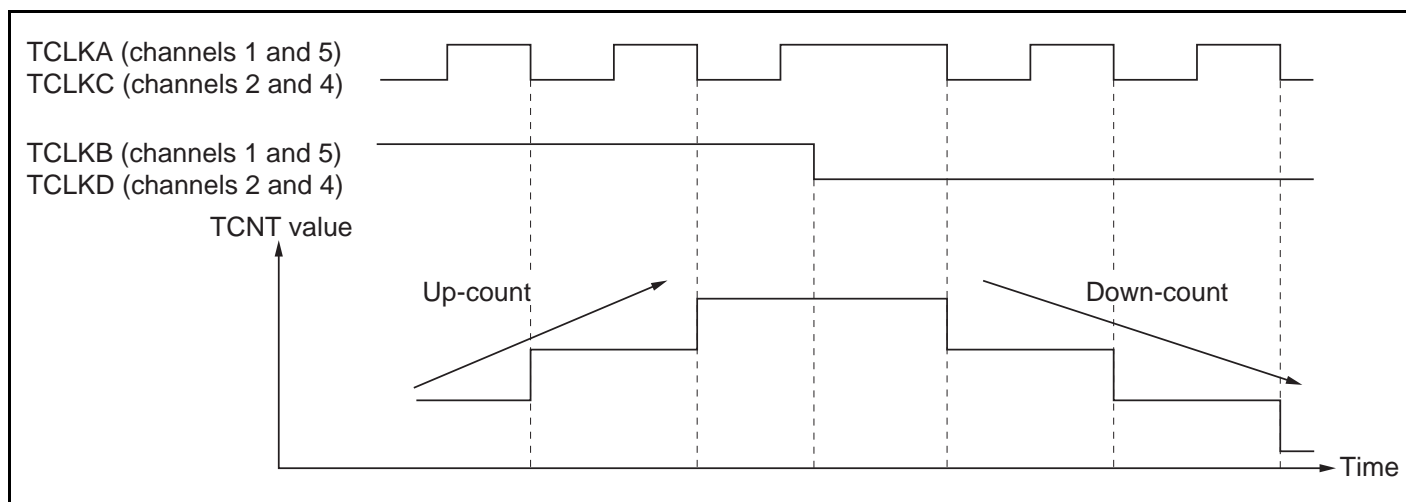 TCLKA (channels 1 and 5)
TCLKC (channels 2 and 4)
TCLKB (channels 1 and 5)
TCLKD (channels 2 and 4)
TCNT value
Up-count
Down-count
Time